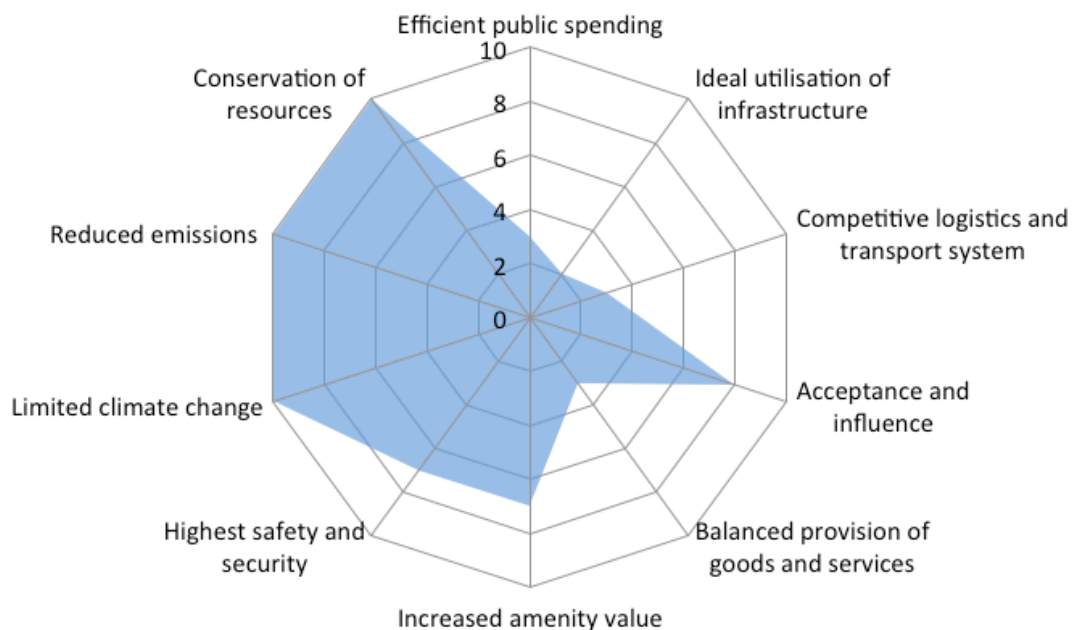 Efficient public spending
10
Conservation of
resources
Ideal utilisation of
infrastructure
8
6
4
Reduced emissions
Competitive logistics and
transport system
2
0
Limited climate change
Acceptance and
influence
Highest safety and
security
Balanced provision of
goods and services
Increased amenity value